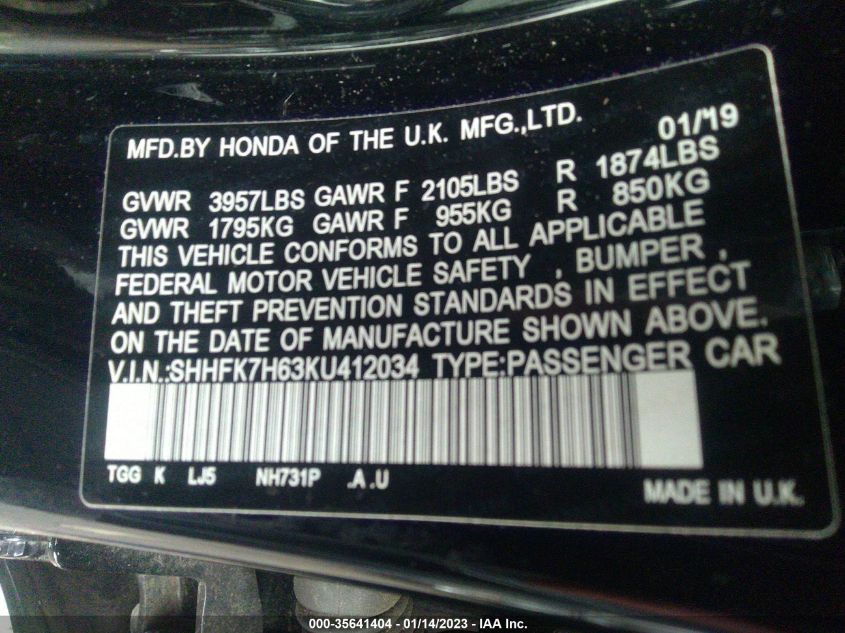 MFD.BY HONDA OF THE U.K. MFG.,LTD. 01/19
GVWR 3957LBS GAWR F 2105LBS R 1874LBS
GVWR 1795KG GAWR F 955KG R 850KG
THIS VEHICLE CONFORMS TO ALL APPLICABLE
FEDERAL MOTOR VEHICLE SAFETY , BUMPER ,
AND THEFT PREVENTION STANDARDS IN EFFECT
ON THE DATE OF MANUFACTURE SHOWN ABOVE.
V.I.N.:SHHFK7H63KU412034 TYPE:PASSENGER CAR
TGG K LJ5 NH731P .A .U
MADE IN U.K.
000-35641404 — 01/14/2023 — IAA Inc.